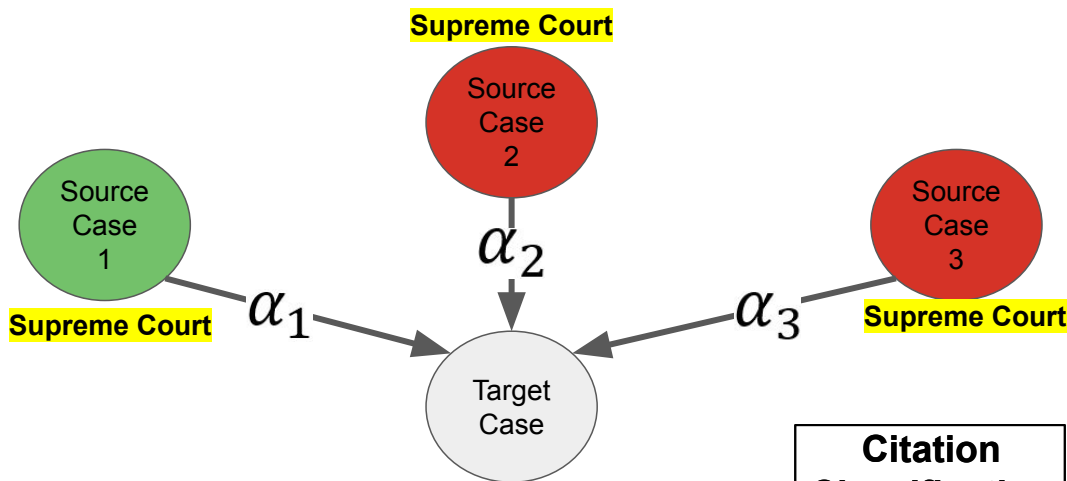 Supreme Court
Source
Case
2
Source
Case
1
Source
Case
3
α₂
Supreme Court
α₁
α₃
Supreme Court
Target
Case
Citation